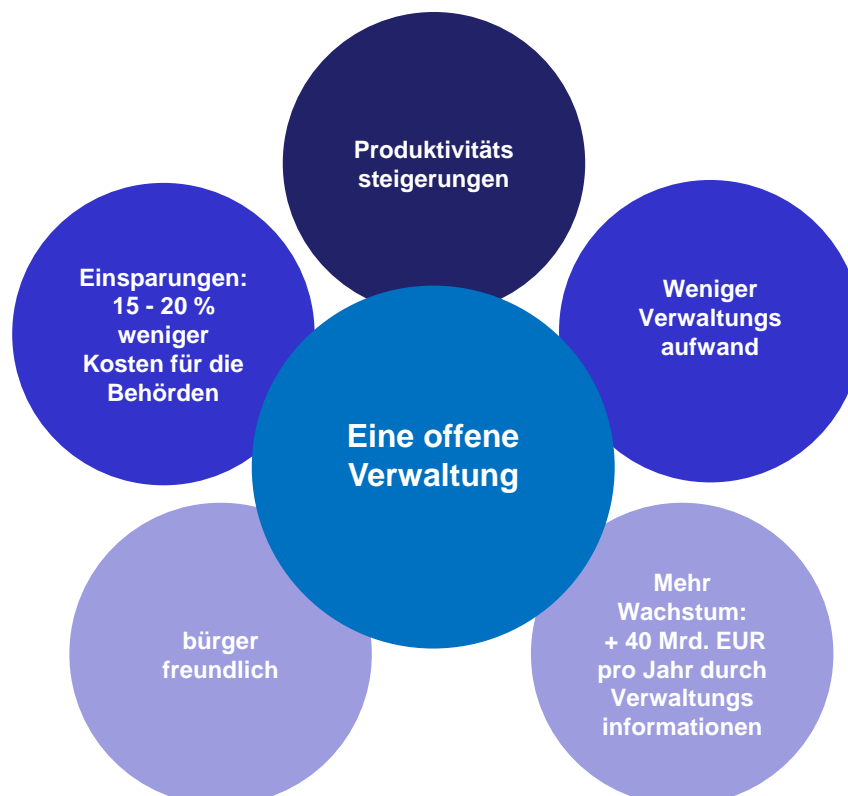 Produktivitäts
steigerungen
Einsparungen:
15 - 20 %
weniger
Kosten für die
Behörden
Weniger
Verwaltungs
aufwand
Eine offene
Verwaltung
bürger
freundlich
Mehr
Wachstum:
+ 40 Mrd. EUR
pro Jahr durch
Verwaltungs
informationen